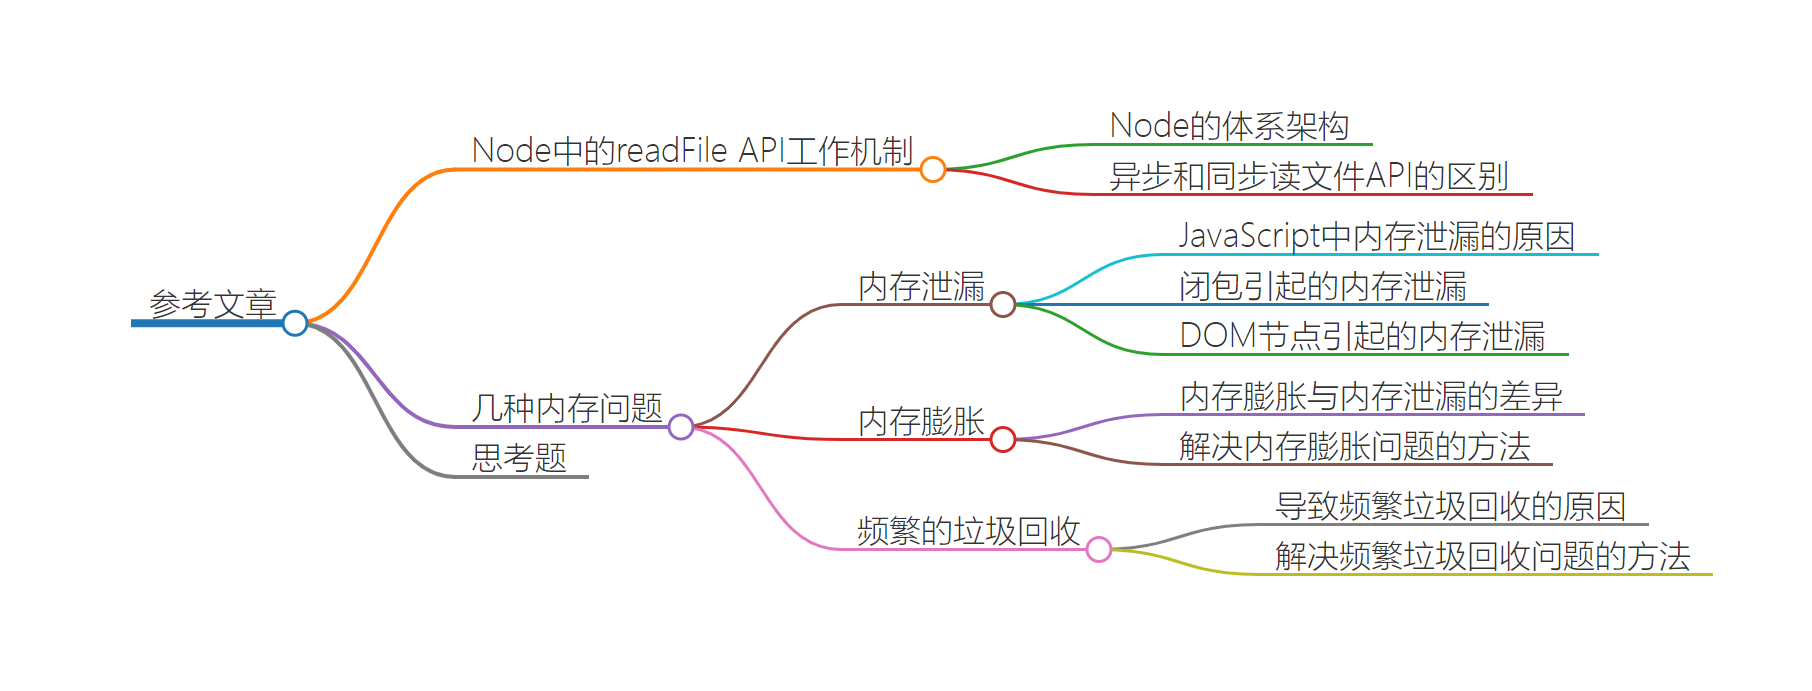 参考文章
Node中的readFile API工作机制
Node的体系架构
异步和同步读文件API的区别
几种内存问题
内存泄漏
JavaScript中内存泄漏的原因
闭包引起的内存泄漏
DOM节点引起的内存泄漏
内存膨胀
内存膨胀与内存泄漏的差异
解决内存膨胀问题的方法
频繁的垃圾回收
导致频繁垃圾回收的原因
解决频繁垃圾回收问题的方法
思考题